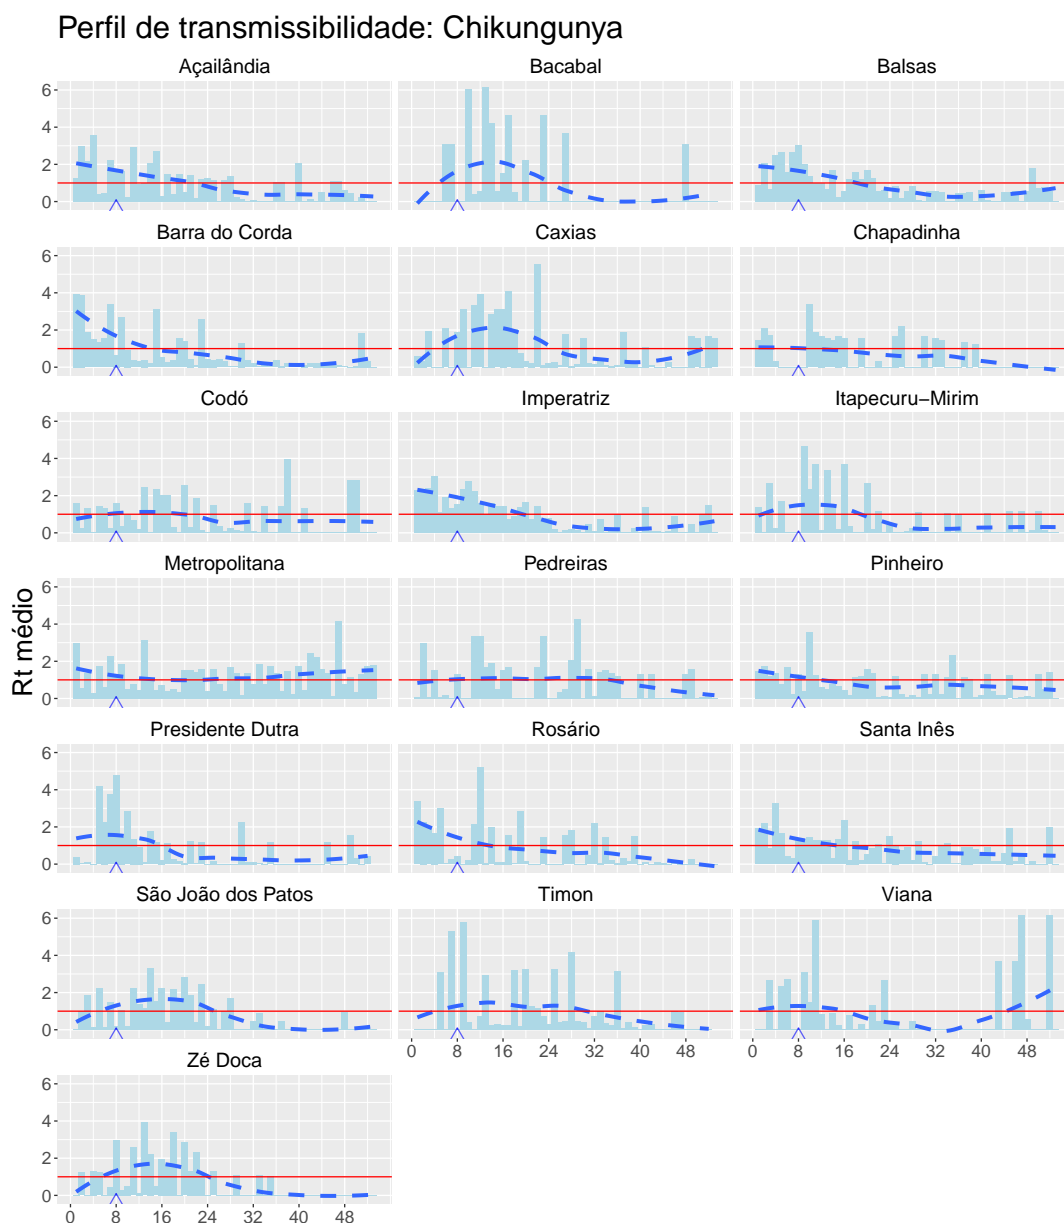 Perfil de transmissibilidade: Chikungunya
Açailândia Bacabal Balsas
6
4
2
0
Barra do Corda Caxias Chapadinha
6
4
2
0
Codó Imperatriz Itapecuru−Mirim
6
4
2
0
Metropolitana Pedreiras Pinheiro
6
4
2
0
Rt médio
Presidente Dutra Rosário Santa Inês
6
4
2
0
São João dos Patos Timon Viana
6
4
2
0
0 8 16 24 32 40 48 0 8 16 24 32 40 48
Zé Doca
6
4
2
0
0 8 16 24 32 40 48